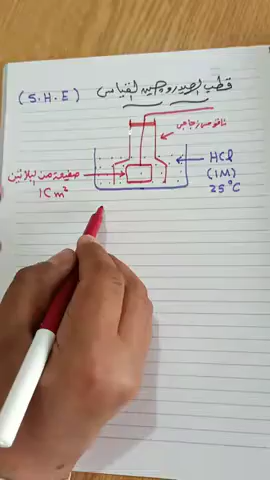 قطب الهيدروجين القياسي (S.H.E)
ناقوس زجاجي
HCl
(1M)
25°C
صفيحة من البلاتين
1Cm²